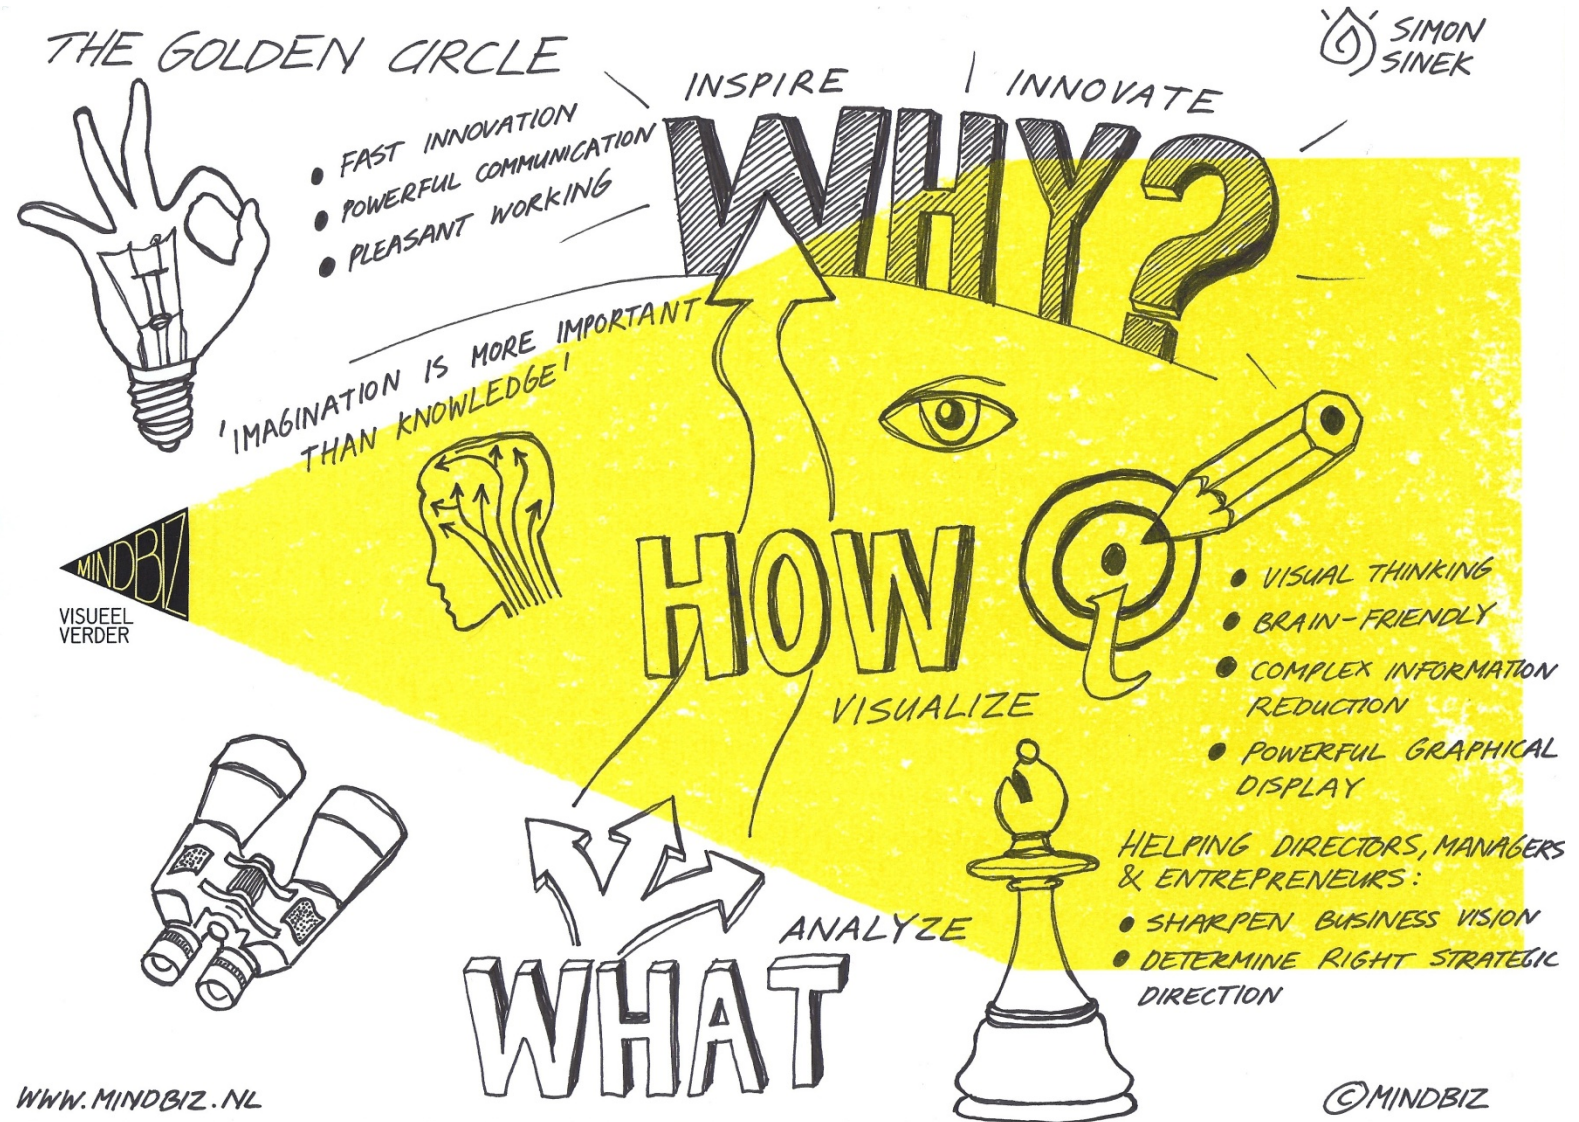 THE GOLDEN CIRCLE
SIMON
SINEK
INSPIRE
INNOVATE
WHY?
• FAST INNOVATION
• POWERFUL COMMUNICATION
• PLEASANT WORKING
'IMAGINATION IS MORE IMPORTANT
THAN KNOWLEDGE'
MINDBIZ
VISUEEL
VERDER
HOW
VISUALIZE
• VISUAL THINKING
• BRAIN-FRIENDLY
• COMPLEX INFORMATION
REDUCTION
• POWERFUL GRAPHICAL
DISPLAY
HELPING DIRECTORS, MANAGERS
& ENTREPRENEURS:
• SHARPEN BUSINESS VISION
• DETERMINE RIGHT STRATEGIC
DIRECTION
ANALYZE
WHAT
WWW.MINDBIZ.NL
©MINDBIZ